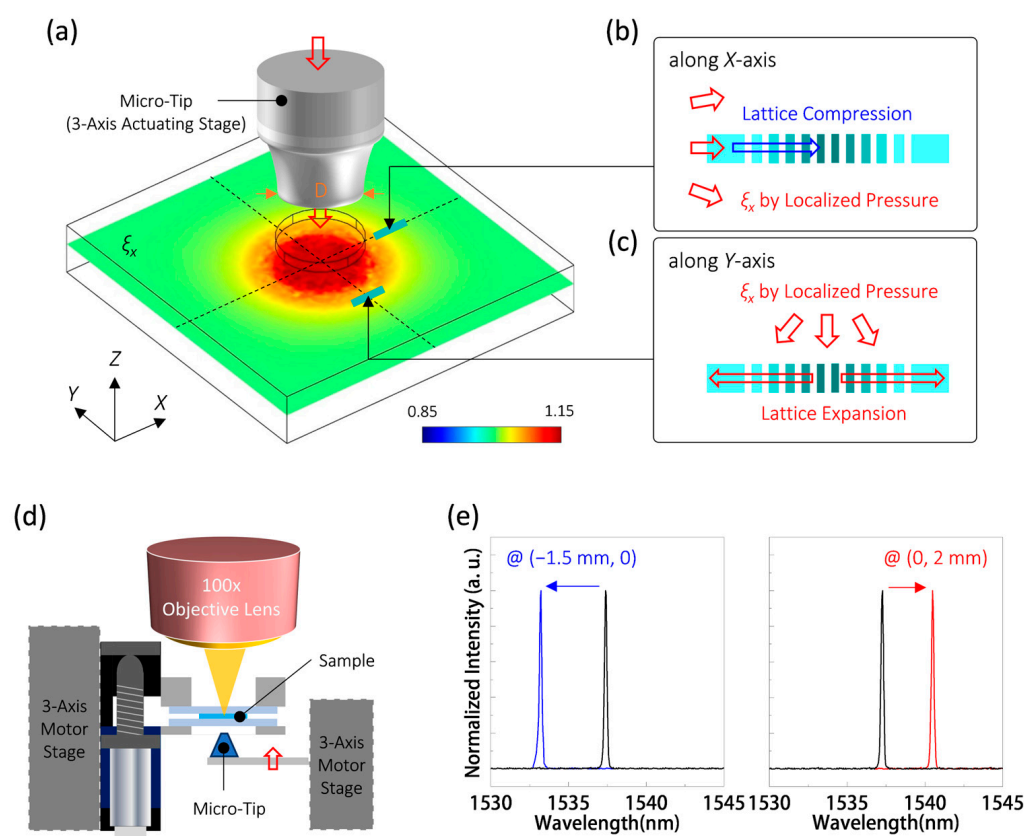 (a)
Micro-Tip
(3-Axis Actuating Stage)
D
ξx
Z
Y
X
0.85
1.15
(b)
along X-axis
Lattice Compression
ξx by Localized Pressure
(c)
along Y-axis
ξx by Localized Pressure
Lattice Expansion
(d)
100x
Objective Lens
Sample
3-Axis
Motor
Stage
3-Axis
Motor
Stage
Micro-Tip
(e)
Normalized Intensity (a. u.)
@ (−1.5 mm, 0)
@ (0, 2 mm)
1530 1535 1540 1545
1530 1535 1540 1545
Wavelength(nm)
Wavelength(nm)